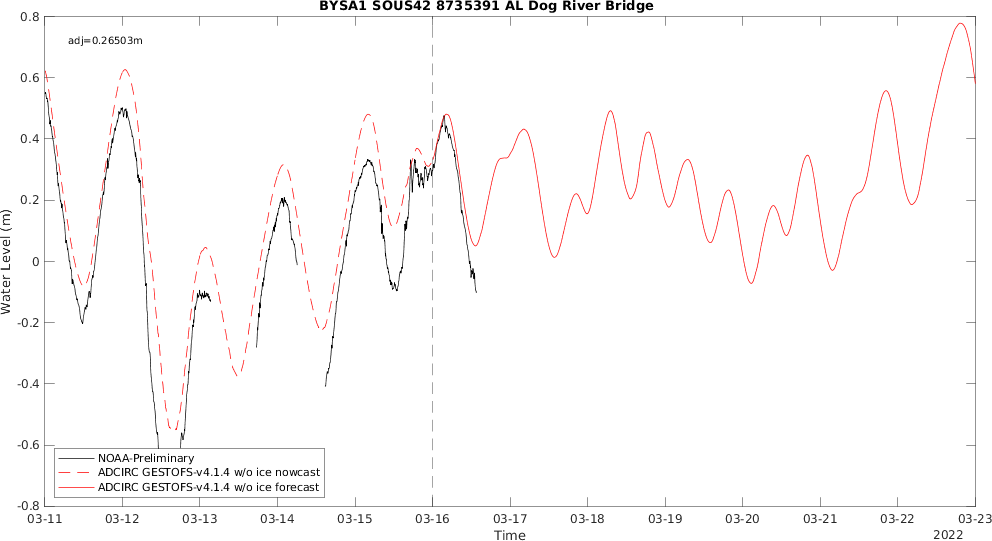 BYSA1 SOUS42 8735391 AL Dog River Bridge
adj=0.26503m
0.8
0.6
0.4
0.2
0
-0.2
-0.4
-0.6
-0.8
Water Level (m)
NOAA-Preliminary
ADCIRC GESTOFS-v4.1.4 w/o ice nowcast
ADCIRC GESTOFS-v4.1.4 w/o ice forecast
03-11 03-12 03-13 03-14 03-15 03-16 03-17 03-18 03-19 03-20 03-21 03-22 03-23
Time
2022